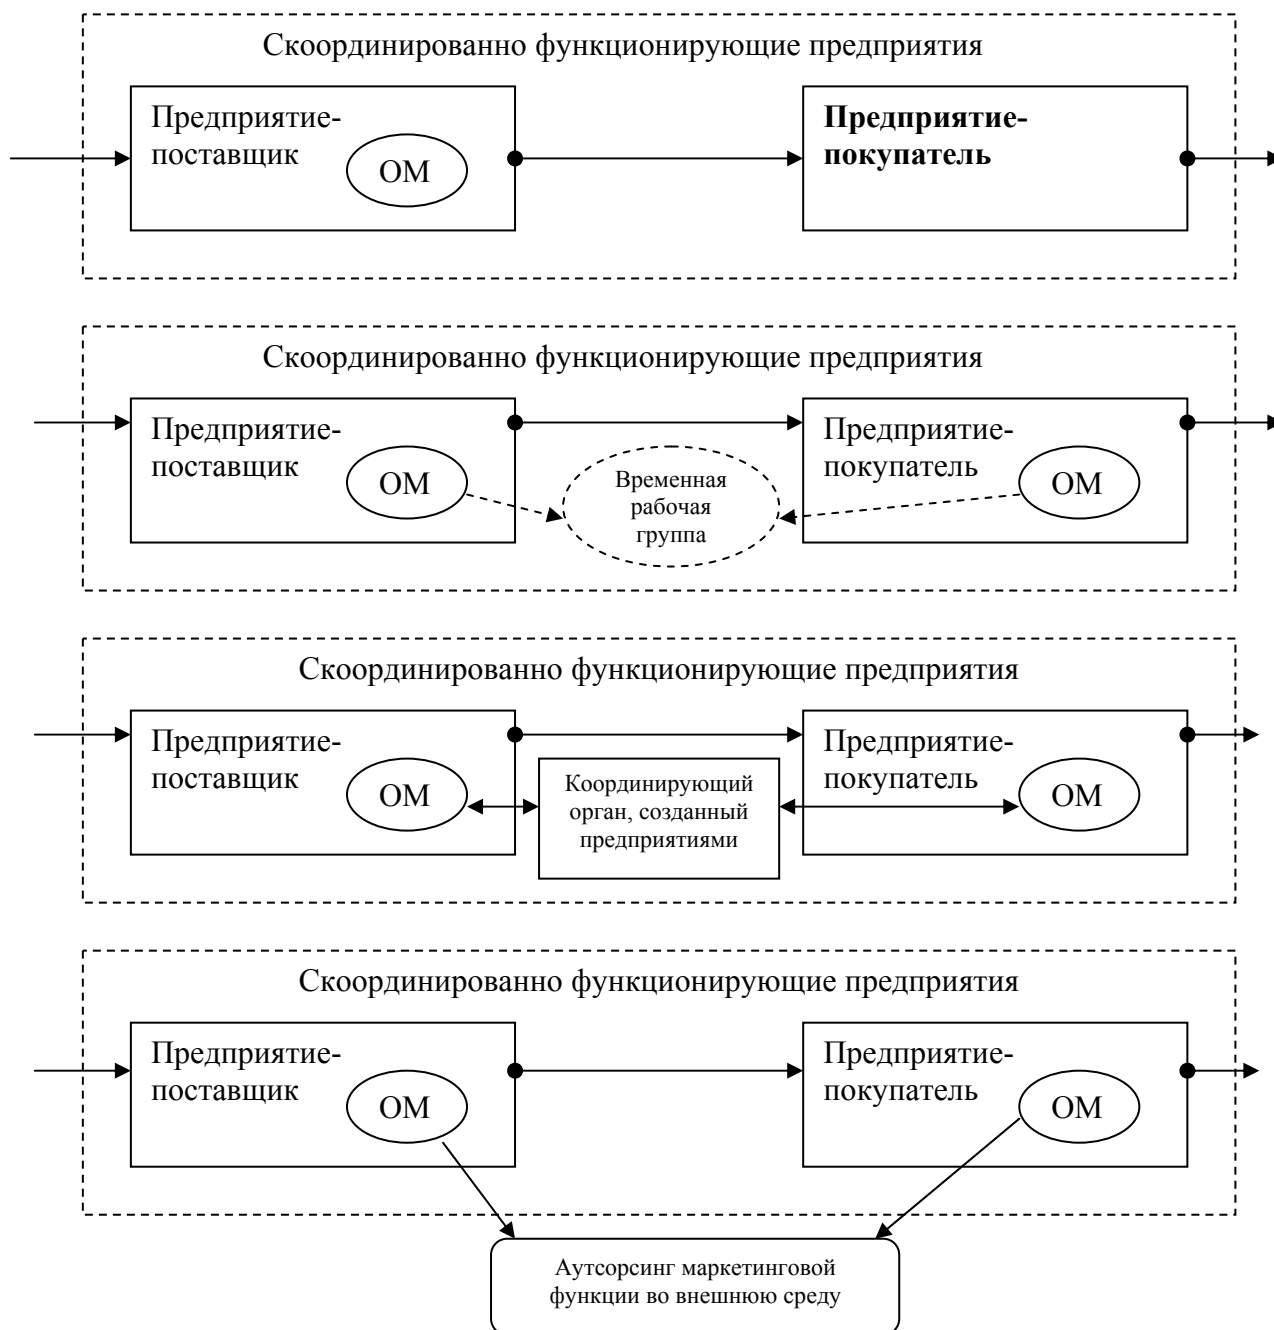 Скоординированно функционирующие предприятия
Предприятие-
поставщик
ОМ
Предприятие-
покупатель
Скоординированно функционирующие предприятия
Предприятие-
поставщик
ОМ
Временная
рабочая
группа
Предприятие-
покупатель
ОМ
Скоординированно функционирующие предприятия
Предприятие-
поставщик
ОМ
Координирующий
орган, созданный
предприятиями
Предприятие-
покупатель
ОМ
Скоординированно функционирующие предприятия
Предприятие-
поставщик
ОМ
Предприятие-
покупатель
ОМ
Аутсорсинг маркетинговой
функции во внешнюю среду